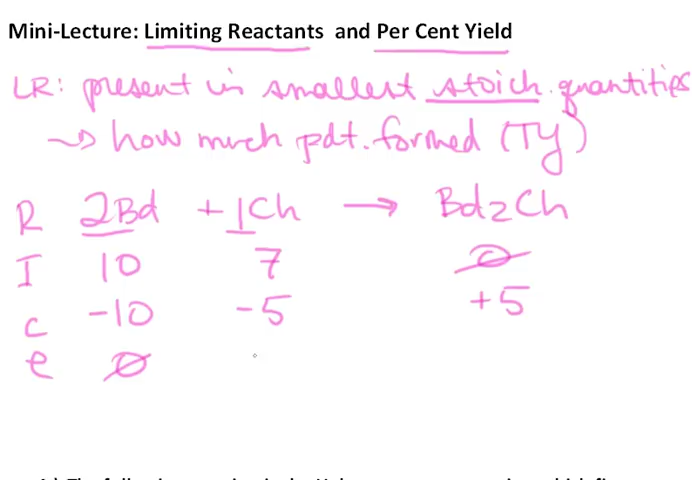 Mini-Lecture: Limiting Reactants and Per Cent Yield
LR: present in smallest stoich. quantities
→ how much pdt. formed (TY)
R 2Bd + 1Ch → Bd2Ch
I 10 7 0
C -10 -5 +5
e 0